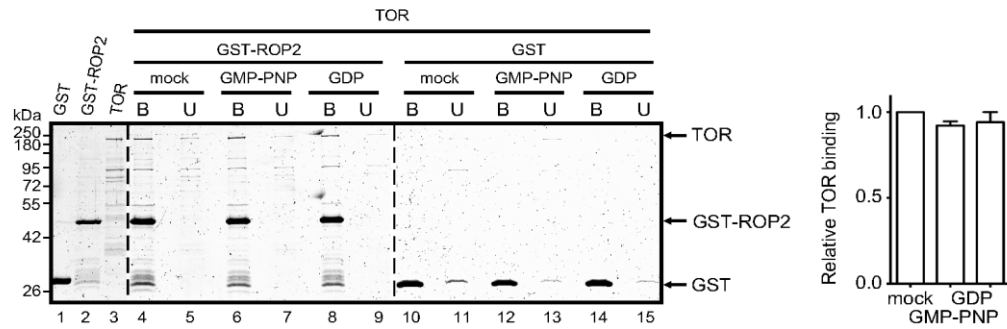 TOR
GST-ROP2 GST
mock GMP-PNP GDP mock GMP-PNP GDP
GST GST-ROP2 TOR B U B U B U B U B U B U
kDa
250
180
95
72
55
42
26
TOR
GST-ROP2
GST
1 2 3 4 5 6 7 8 9 10 11 12 13 14 15
Relative TOR binding
1.0
0.5
0.0
mock GDP
GMP-PNP